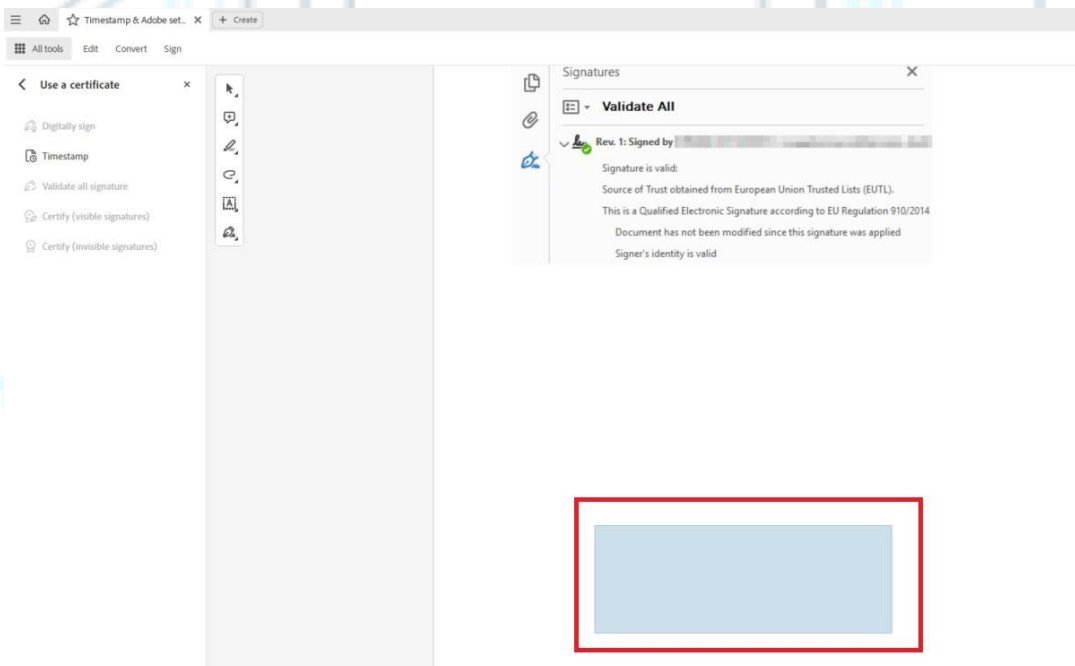 Timestamp & Adobe set... + Create
All tools Edit Convert Sign
Use a certificate
Digitally sign
Timestamp
Validate all signature
Certify (visible signatures)
Certify (invisible signatures)
Signatures
Validate All
Rev. 1: Signed by
Signature is valid:
Source of Trust obtained from European Union Trusted Lists (EUTL).
This is a Qualified Electronic Signature according to EU Regulation 910/2014
Document has not been modified since this signature was applied
Signer's identity is valid